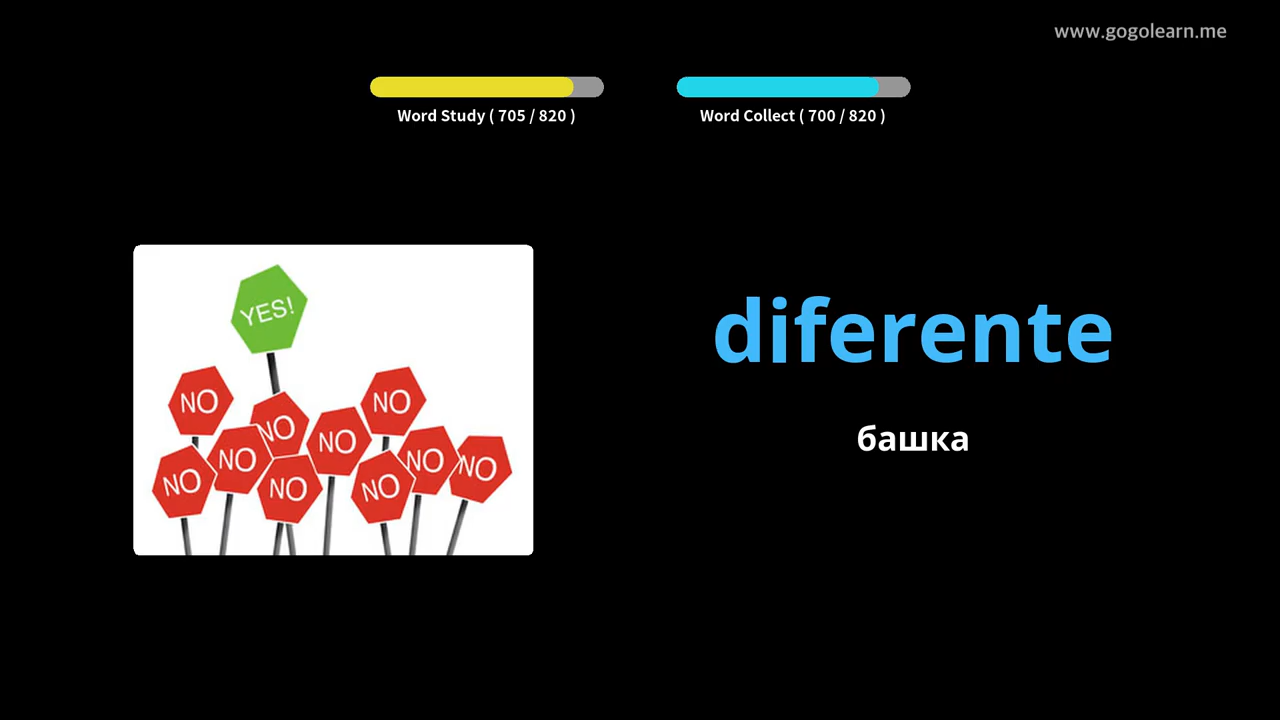 www.gogolearn.me
Word Study ( 705 / 820 )
Word Collect ( 700 / 820 )
YES!
NO
NO
NO
NO
NO
NO
NO
NO
NO
NO
diferente
башка